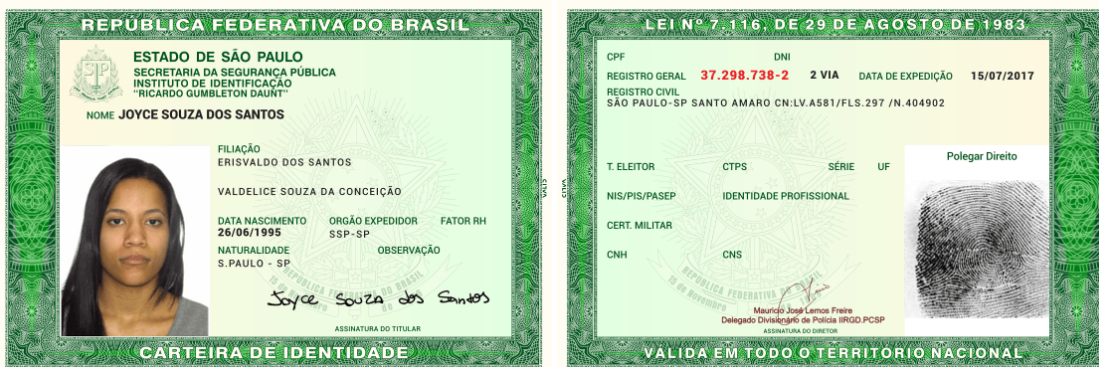 REPÚBLICA FEDERATIVA DO BRASIL
ESTADO DE SÃO PAULO
SECRETARIA DA SEGURANÇA PÚBLICA
INSTITUTO DE IDENTIFICAÇÃO
"RICARDO GUMBLETON DAUNT"
NOME JOYCE SOUZA DOS SANTOS
FILIAÇÃO
ERISVALDO DOS SANTOS
VALDELICE SOUZA DA CONCEIÇÃO
DATA NASCIMENTO ORGÃO EXPEDIDOR FATOR RH
26/06/1995 SSP-SP
NATURALIDADE OBSERVAÇÃO
S.PAULO - SP
Joyce Souza dos Santos
ASSINATURA DO TITULAR
CARTEIRA DE IDENTIDADE
LEI Nº 7.116, DE 29 DE AGOSTO DE 1983
CPF DNI
REGISTRO GERAL 37.298.738-2 2 VIA DATA DE EXPEDIÇÃO 15/07/2017
REGISTRO CIVIL
SÃO PAULO-SP SANTO AMARO CN:LV.A581/FLS.297 /N.404902
Polegar Direito
T. ELEITOR CTPS SÉRIE UF
NIS/PIS/PASEP IDENTIDADE PROFISSIONAL
CERT. MILITAR
CNH CNS
Mauricio José Lemos Freire
Delegado Divisionário de Polícia IIRGD.PCSP
ASSINATURA DO DIRETOR
VÁLIDA EM TODO O TERRITORIO NACIONAL